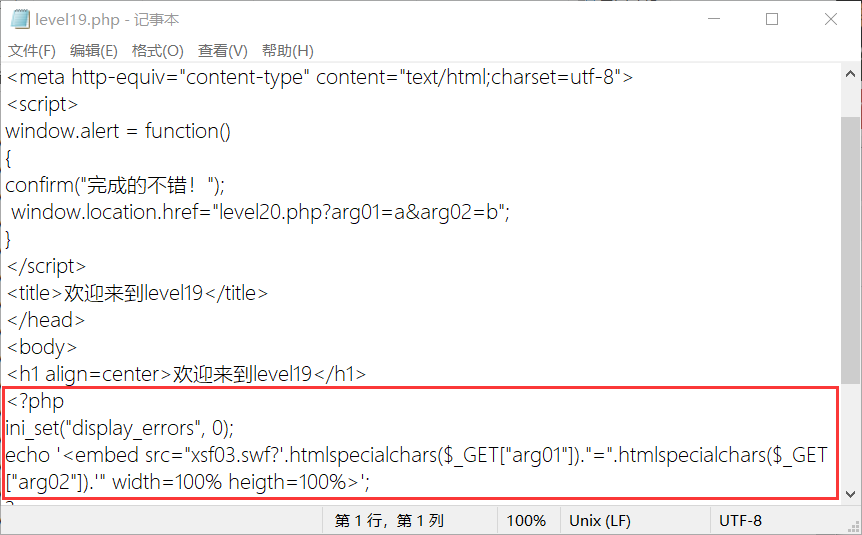 level19.php - 记事本
文件(F) 编辑(E) 格式(O) 查看(V) 帮助(H)
<meta http-equiv="content-type" content="text/html;charset=utf-8">
<script>
window.alert = function()
{
confirm("完成的不错！");
 window.location.href="level20.php?arg01=a&arg02=b";
}
</script>
<title>欢迎来到level19</title>
</head>
<body>
<h1 align=center>欢迎来到level19</h1>
<?php
ini_set("display_errors", 0);
echo '<embed src="xsf03.swf?'.htmlspecialchars($_GET["arg01"])."=".htmlspecialchars($_GET
["arg02"]).'" width=100% heigth=100%>';
第 1 行，第 1 列 100% Unix (LF) UTF-8